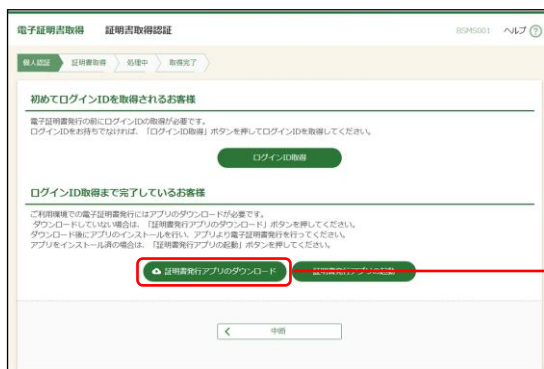 電子証明書取得 証明書取得認証
BSMS001 ヘルプ ?
個人認証 証明書取得 処理中 取得完了
初めてログインIDを取得されるお客様
電子証明書発行の前にログインIDの取得が必要です。
ログインIDをお持ちでなければ、「ログインID取得」ボタンを押してログインIDを取得してください。
ログインID取得
ログインID取得まで完了しているお客様
ご利用環境での電子証明書発行にはアプリのダウンロードが必要です。
ダウンロードしていない場合は、「証明書発行アプリのダウンロード」ボタンを押してください。
ダウンロード後にアプリのインストールを行い、アプリより電子証明書発行を行ってください。
アプリをインストール済の場合は、「証明書発行アプリの起動」ボタンを押してください。
証明書発行アプリのダウンロード 証明書発行アプリの起動
中断